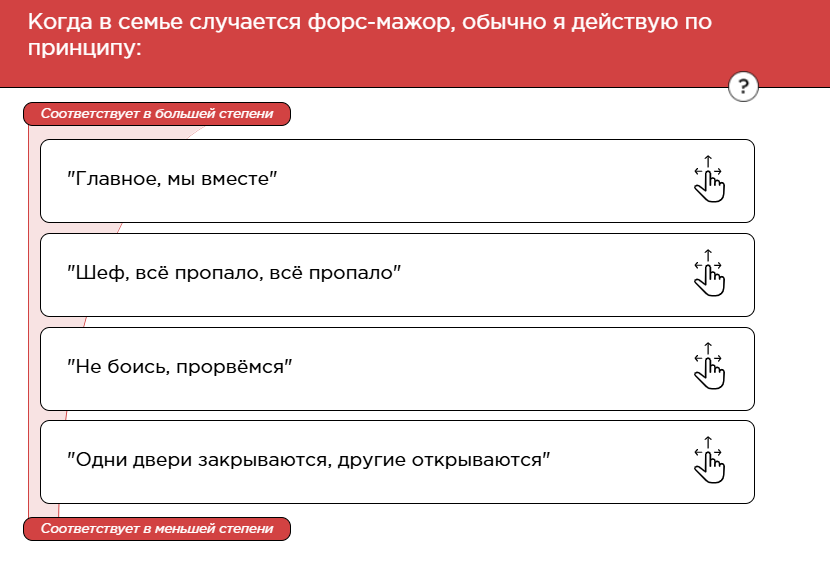 Когда в семье случается форс-мажор, обычно я действую по
принципу:
?
Соответствует в большей степени
"Главное, мы вместе"
"Шеф, всё пропало, всё пропало"
"Не боись, прорвёмся"
"Одни двери закрываются, другие открываются"
Соответствует в меньшей степени